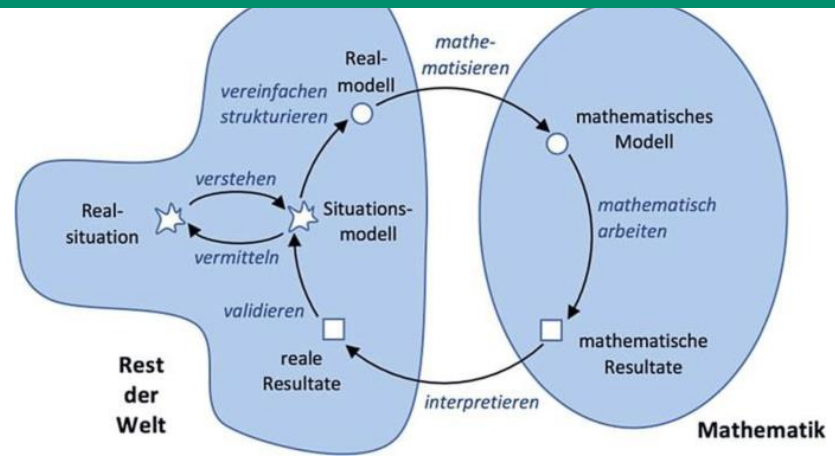 mathe-
matisieren
Real-
modell
vereinfachen
strukturieren
mathematisches
Modell
verstehen
Real-
situation
Situations-
modell
mathematisch
arbeiten
vermitteln
validieren
reale
Resultate
mathematische
Resultate
Rest
der
Welt
interpretieren
Mathematik